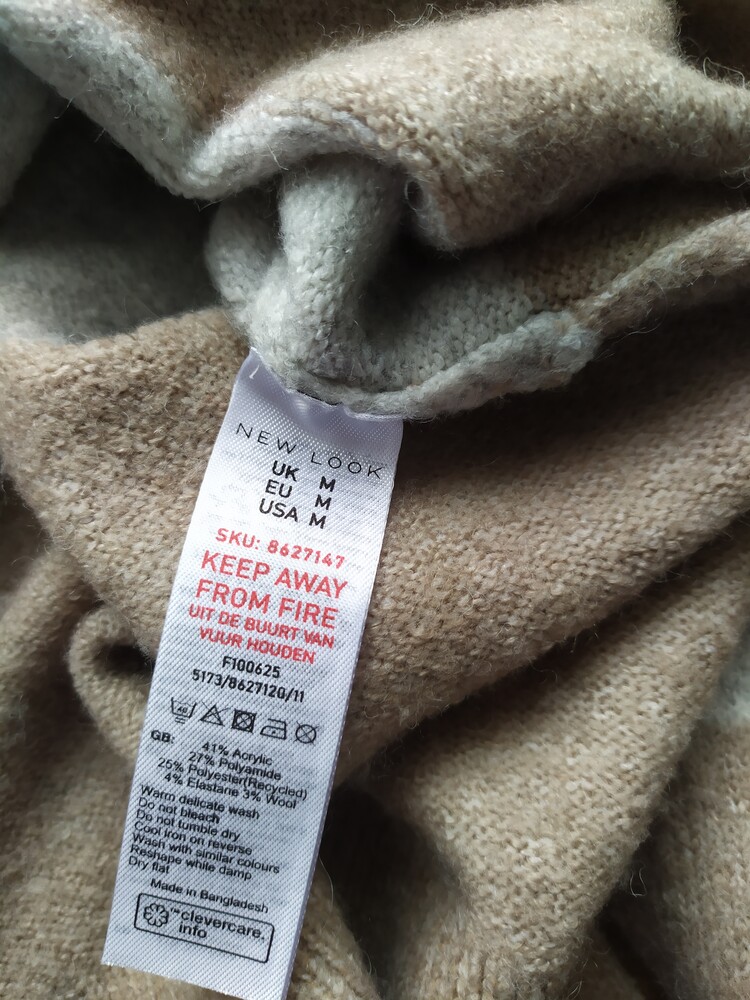 NEW LOOK
UK M
EU M
USA M
SKU: 8627147
KEEP AWAY
FROM FIRE
UIT DE BUURT VAN
VUUR HOUDEN
F100625
5173/8627120/11
40
GB: 41% Acrylic
27% Polyamide
25% Polyester(Recycled)
4% Elastane 3% Wool
Warm delicate wash
Do not bleach
Do not tumble dry
Cool iron on reverse
Wash with similar colours
Reshape while damp
Dry flat
Made in Bangladesh
™clevercare.
info